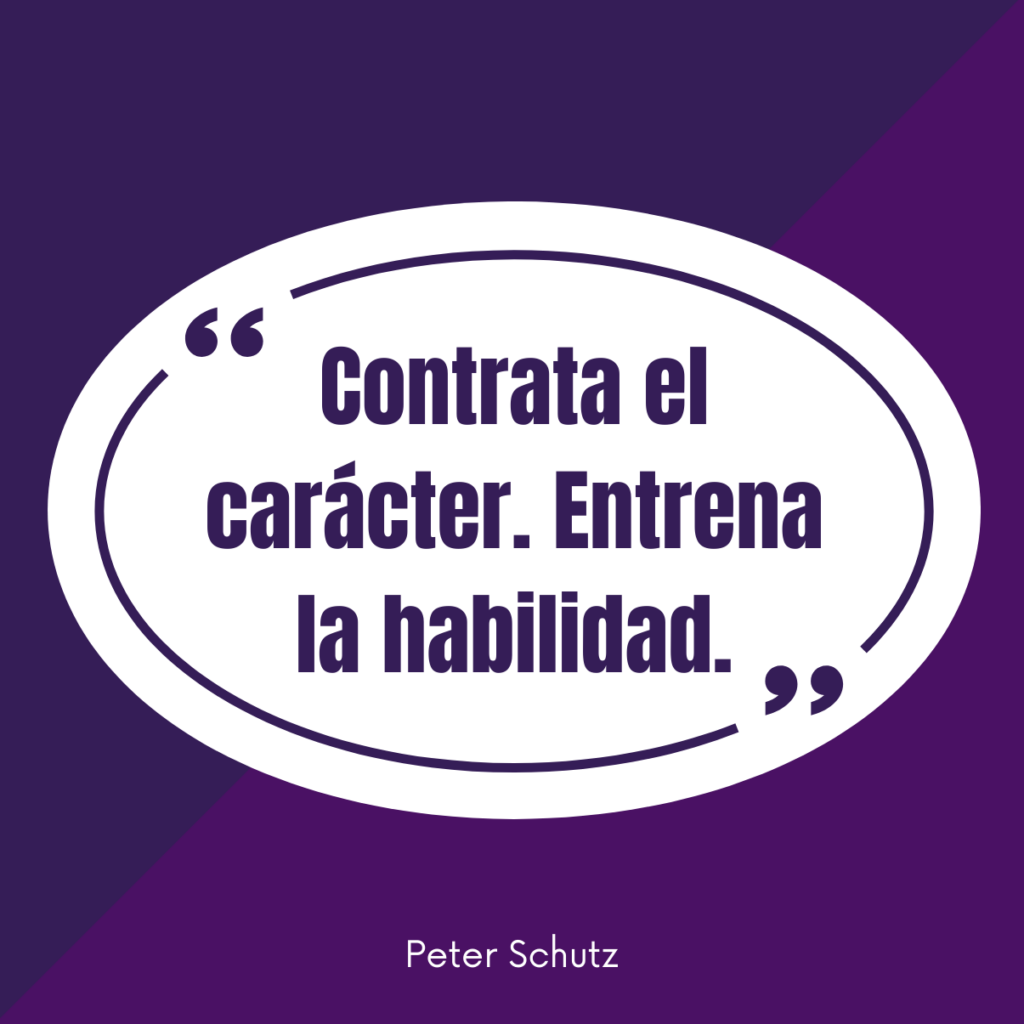 “
Contrata el
carácter. Entrena
la habilidad.
”
Peter Schutz